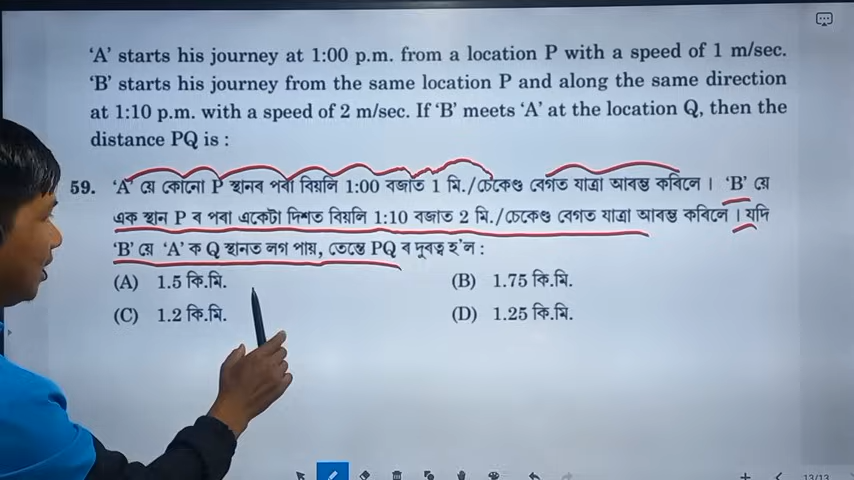 ‘A’ starts his journey at 1:00 p.m. from a location P with a speed of 1 m/sec.
‘B’ starts his journey from the same location P and along the same direction
at 1:10 p.m. with a speed of 2 m/sec. If ‘B’ meets ‘A’ at the location Q, then the
distance PQ is :
59. ‘A’ য়ে কোনো P স্থানৰ পৰা বিয়লি 1:00 বজাত 1 মি./চেকেণ্ড বেগত যাত্ৰা আৰম্ভ কৰিলে। ‘B’ য়ে
একে স্থান P ৰ পৰা একেটা দিশত বিয়লি 1:10 বজাত 2 মি./চেকেণ্ড বেগত যাত্ৰা আৰম্ভ কৰিলে। যদি
‘B’ য়ে ‘A’ ক Q স্থানত লগ পায়, তেন্তে PQ ৰ দূৰত্ব হ’ল :
(A) 1.5 কি.মি. (B) 1.75 কি.মি.
(C) 1.2 কি.মি. (D) 1.25 কি.মি.
13/13